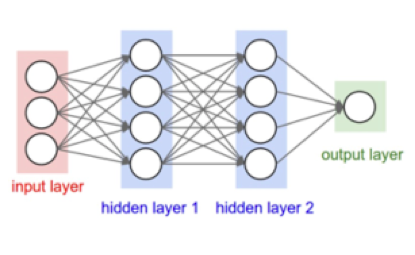 input layer
hidden layer 1
hidden layer 2
output layer